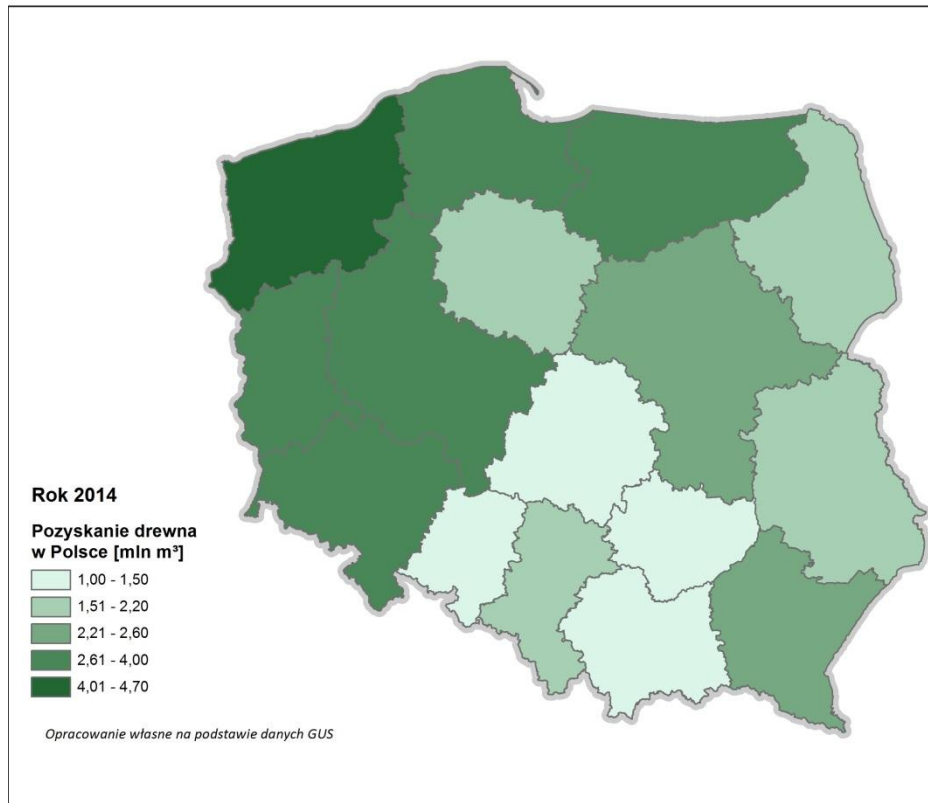 Rok 2014
Pozyskanie drewna
w Polsce [mln m³]
1,00 - 1,50
1,51 - 2,20
2,21 - 2,60
2,61 - 4,00
4,01 - 4,70
Opracowanie własne na podstawie danych GUS